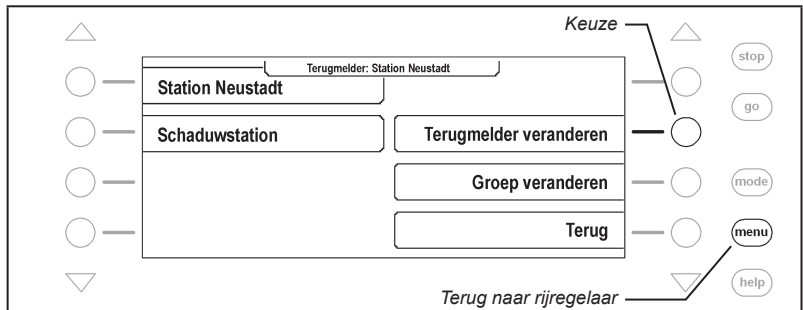 Keuze
stop
Terugmelder: Station Neustadt
Station Neustadt
go
Schaduwstation
Terugmelder veranderen
Groep veranderen
mode
Terug
menu
help
Terug naar rijregelaar